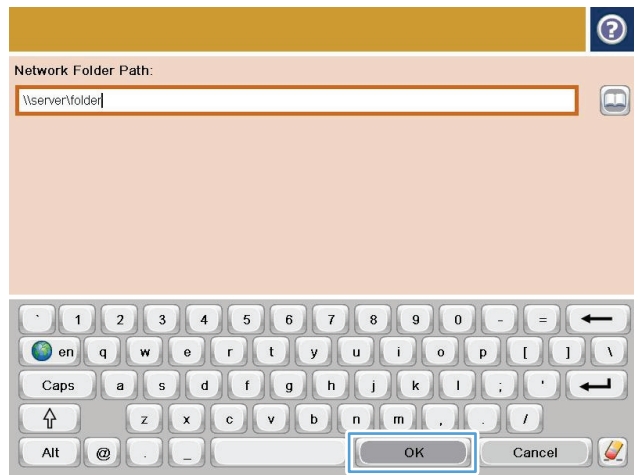 ?
Network Folder Path:
\\server\folder
` 1 2 3 4 5 6 7 8 9 0 - =
en q w e r t y u i o p [ ] \
Caps a s d f g h j k l ; '
z x c v b n m , . /
Alt @ . _ OK Cancel